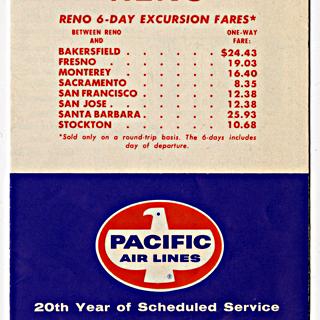 RENO 6-DAY EXCURSION FARES*
BETWEEN RENO AND ONE-WAY FARE:
BAKERSFIELD . . . . . . $24.43
FRESNO . . . . . . . 19.03
MONTEREY . . . . . . 16.40
SACRAMENTO . . . . . 8.35
SAN FRANCISCO . . . . . 12.38
SAN JOSE . . . . . . 12.38
SANTA BARBARA . . . . . 25.93
STOCKTON . . . . . . 10.68
*Sold only on a round-trip basis. The 6-days includes
day of departure.
PACIFIC
AIR LINES
®
20th Year of Scheduled Service